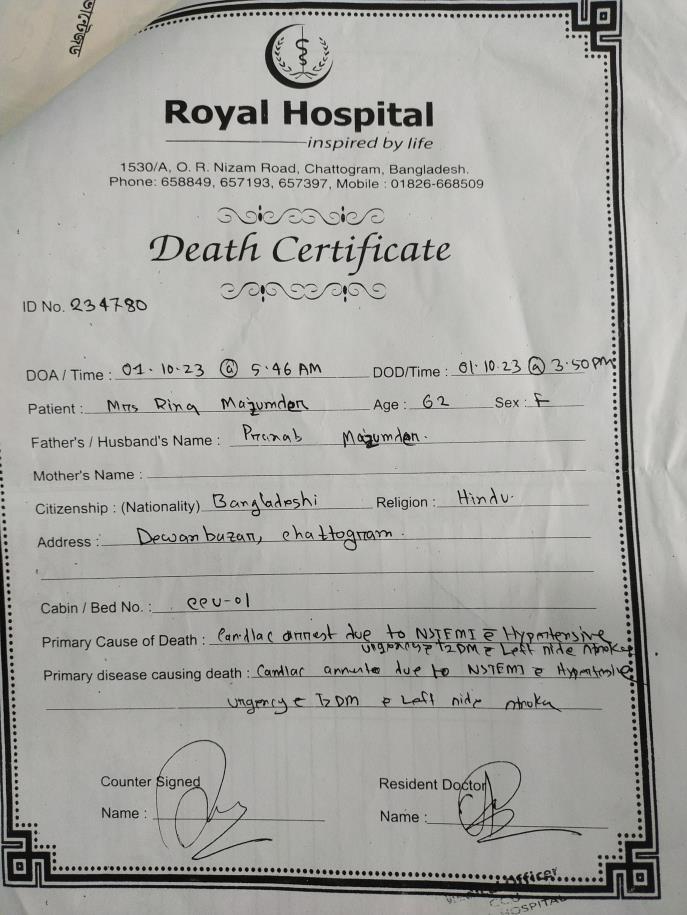 Royal Hospital
inspired by life
1530/A, O. R. Nizam Road, Chattogram, Bangladesh.
Phone: 658849, 657193, 657397, Mobile : 01826-668509
Death Certificate
ID No. 234780
DOA / Time : 01.10.23 @ 5.46 AM DOD/Time : 01.10.23 @ 3.50 PM
Patient : Mrs Rina Mazumder Age : 62 Sex : F
Father's / Husband's Name : Pranab Mazumder.
Mother's Name :
Citizenship : (Nationality) Bangladeshi Religion : Hindu.
Address : Dewanbazar, chattogram.
Cabin / Bed No. : CCU-01
Primary Cause of Death : Cardiac arrest due to NSTEMI c̄ Hypertensive
urgency c̄ T2DM c̄ Left side stroke
Primary disease causing death : Cardiac due to NSTEMI c̄ Hypertensive
urgency c̄ T2DM c̄ Left side stroke
Counter Signed Resident Doctor
Name : Name :
Officer
CCU
HOSPITAL